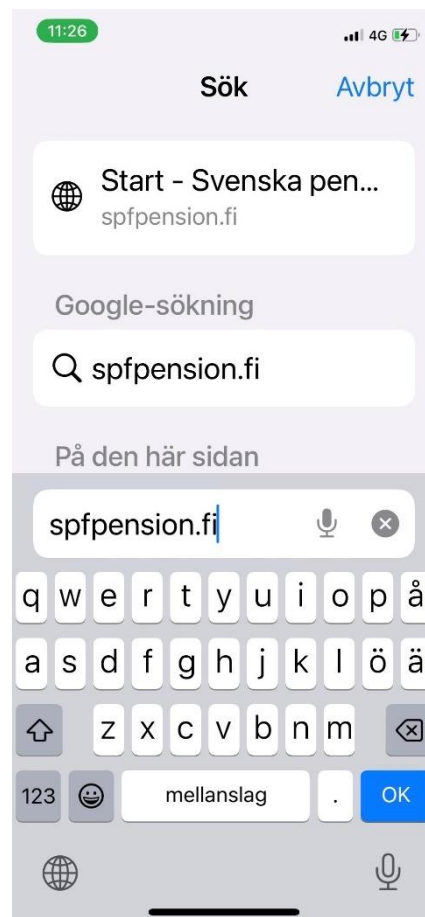 11:26 4G
Sök Avbryt
Start - Svenska pen...
spfpension.fi
Google-sökning
spfpension.fi
På den här sidan
spfpension.fi
q w e r t y u i o p å
a s d f g h j k l ö ä
z x c v b n m
123 mellanslag . OK